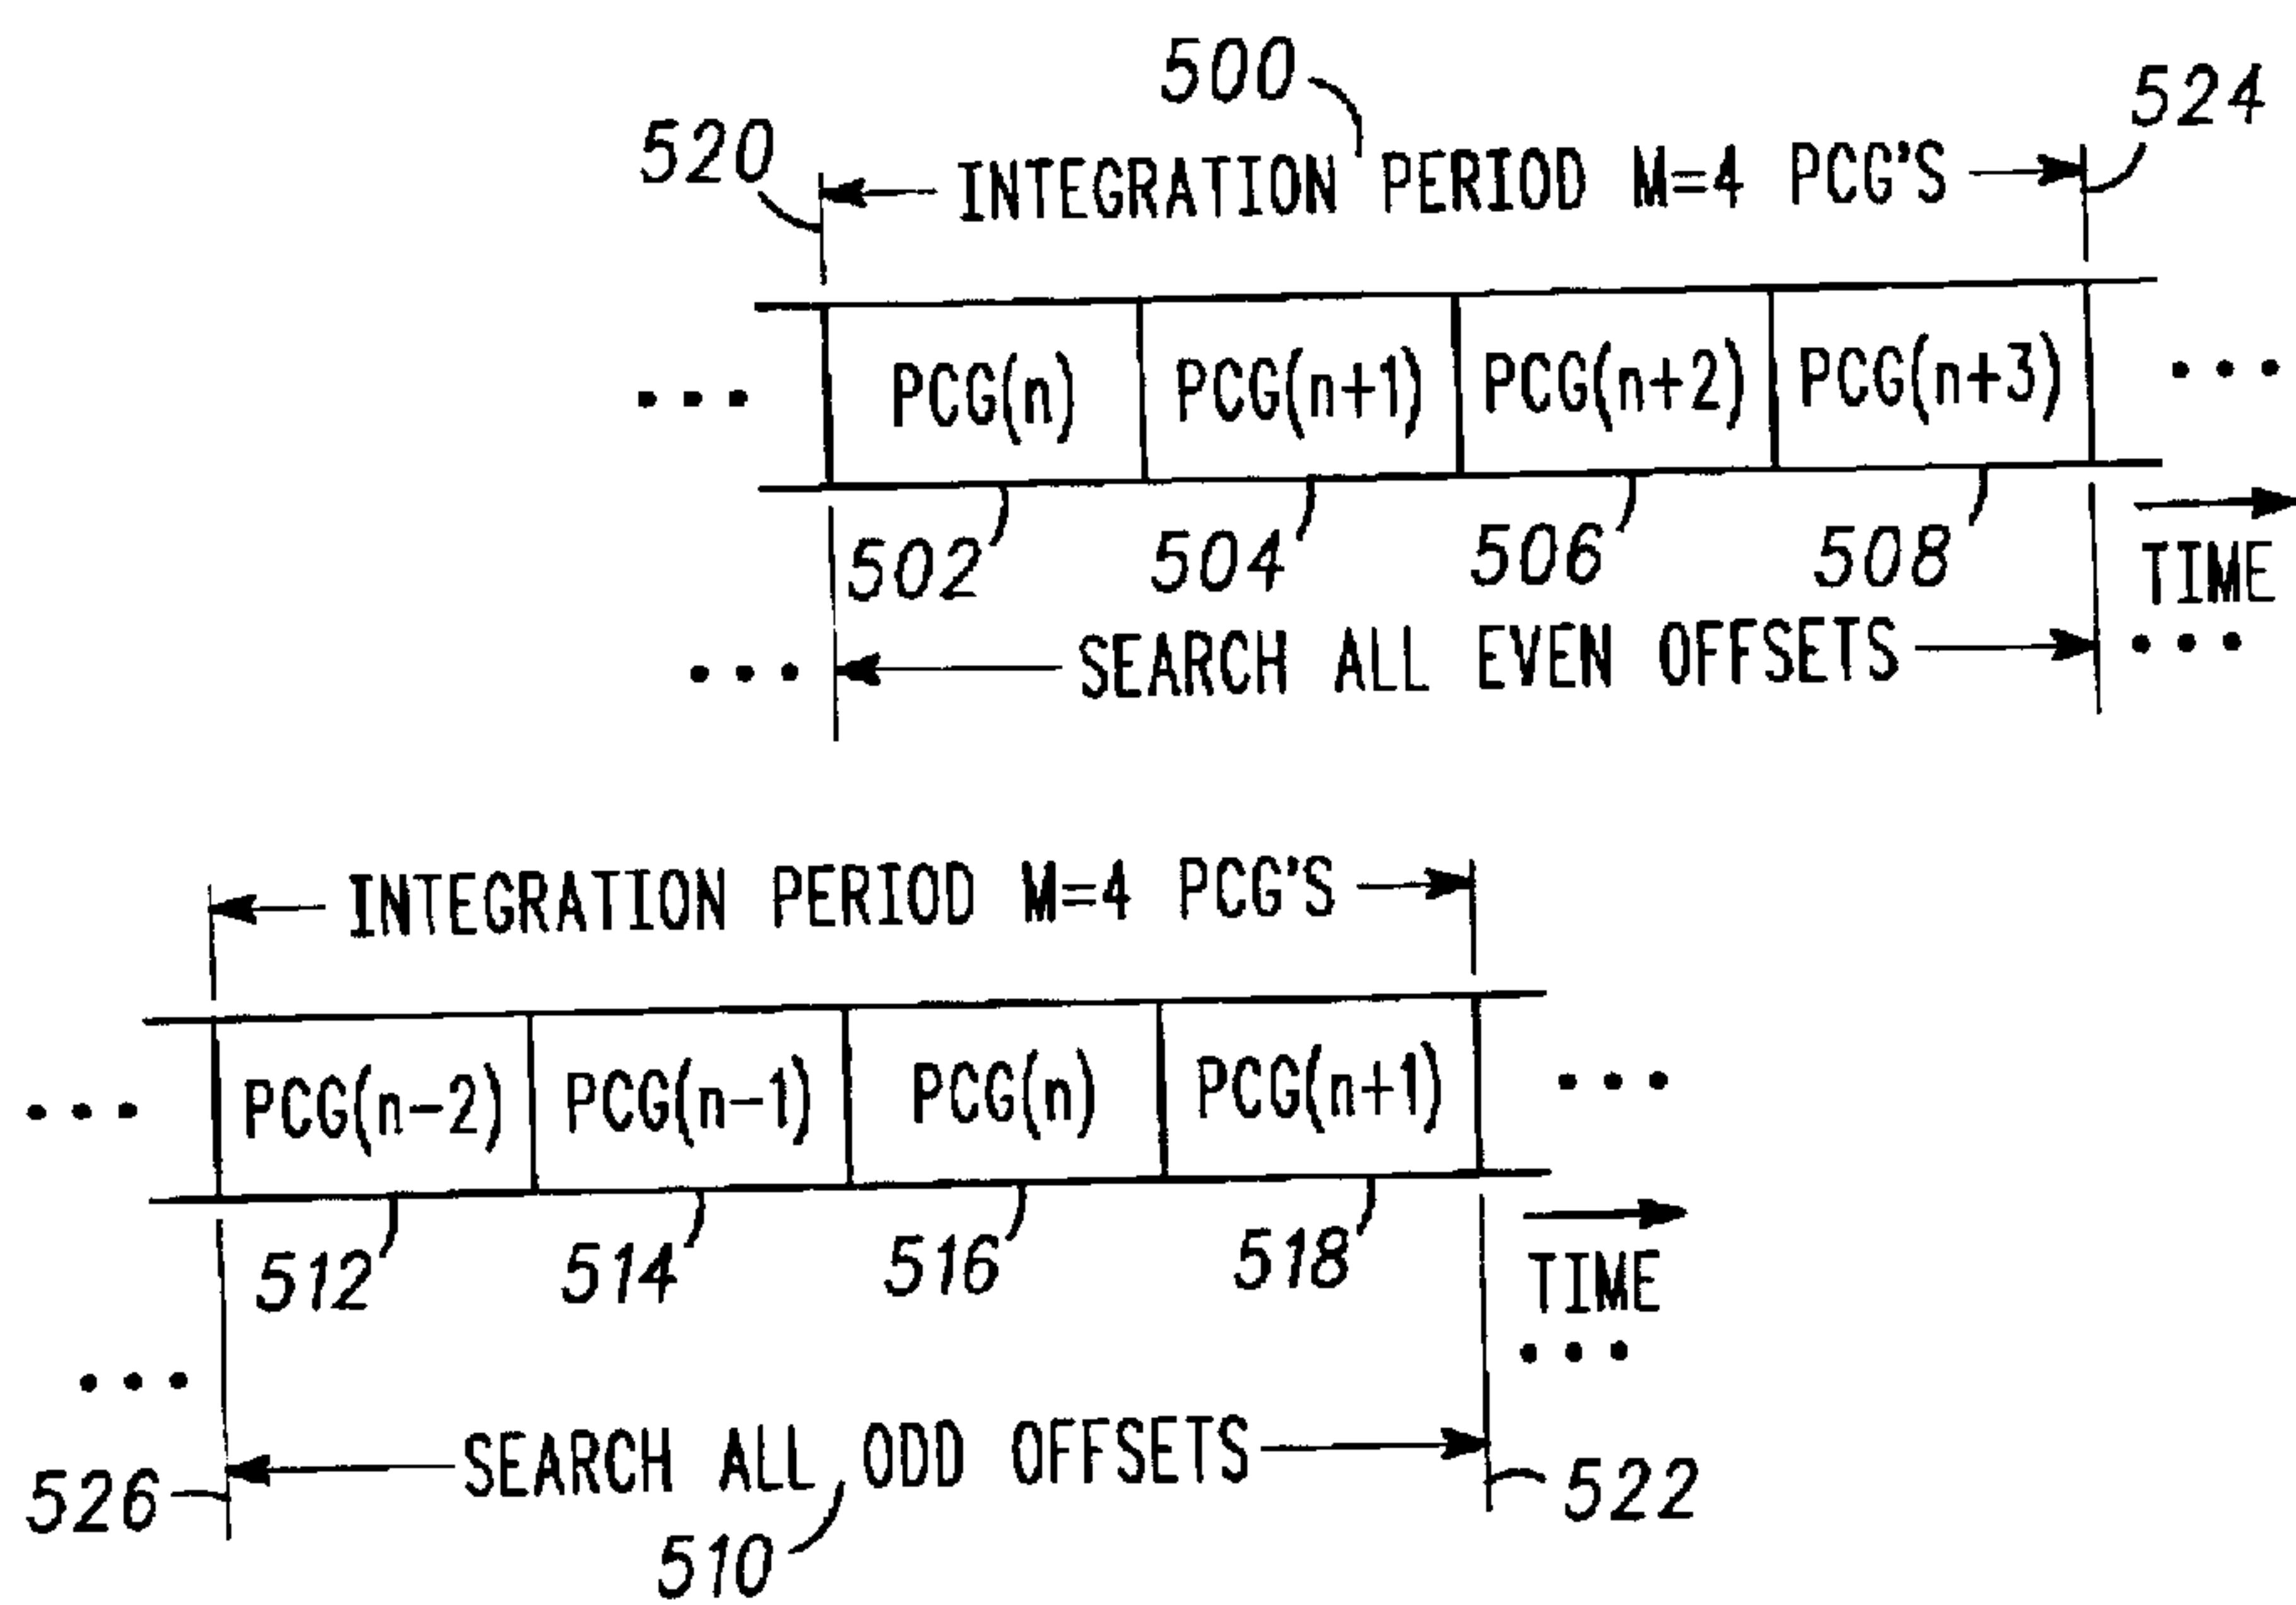 500
524
520
INTEGRATION PERIOD M=4 PCG'S
PCG(n) PCG(n+1) PCG(n+2) PCG(n+3)
502 504 506 508
TIME
SEARCH ALL EVEN OFFSETS
INTEGRATION PERIOD M=4 PCG'S
PCG(n-2) PCG(n-1) PCG(n) PCG(n+1)
512 514 516 518
TIME
SEARCH ALL ODD OFFSETS
526
522
510